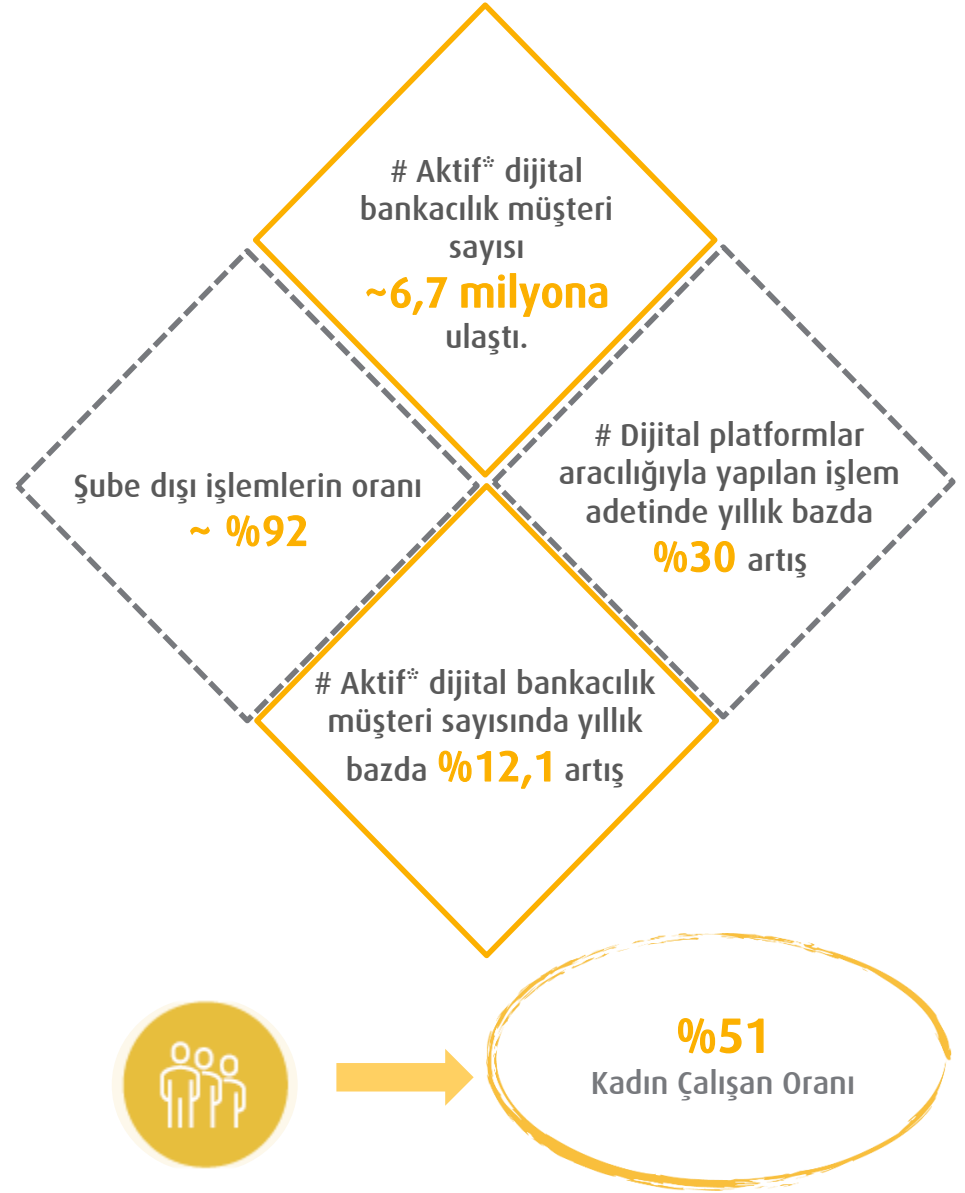 # Aktif* dijital
bankacılık müşteri
sayısı
~6,7 milyona
ulaştı.
Şube dışı işlemlerin oranı
~ %92
# Dijital platformlar
aracılığıyla yapılan işlem
adetinde yıllık bazda
%30 artış
# Aktif* dijital bankacılık
müşteri sayısında yıllık
bazda %12,1 artış
%51
Kadın Çalışan Oranı